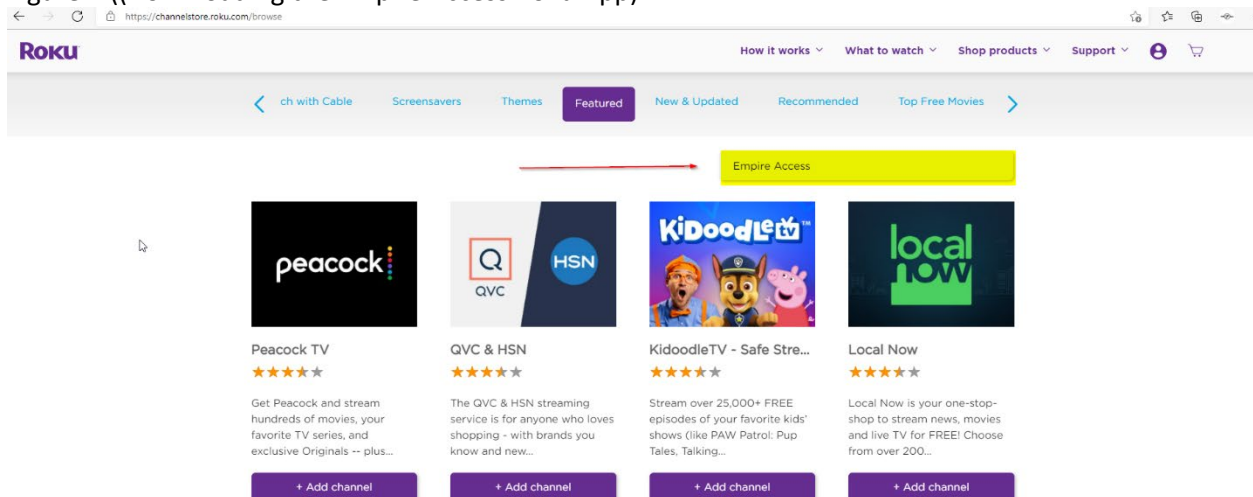 Figure the Empire Access App)
https://channelstore.roku.com/browse
ROKU How it works What to watch Shop products Support
ch with Cable Screensavers Themes Featured New & Updated Recommended Top Free Movies
Empire Access
peacock
Q
QVC
HSN
KiDoodLe tv™
local
now
Peacock TV QVC & HSN KidoodleTV - Safe Stre... Local Now
Get Peacock and stream
hundreds of movies, your
favorite TV series, and
exclusive Originals -- plus...
The QVC & HSN streaming
service is for anyone who loves
shopping - with brands you
know and new...
Stream over 25,000+ FREE
episodes of your favorite kids'
shows (like PAW Patrol: Pup
Tales, Talking...
Local Now is your one-stop-
shop to stream news, movies
and live TV for FREE! Choose
from over 200...
+ Add channel + Add channel + Add channel + Add channel